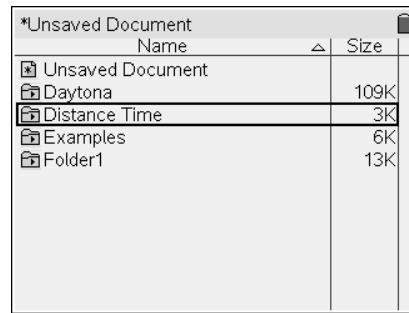 *Unsaved Document
Name Size
Unsaved Document
Daytona 109K
Distance Time 3K
Examples 6K
Folder1 13K